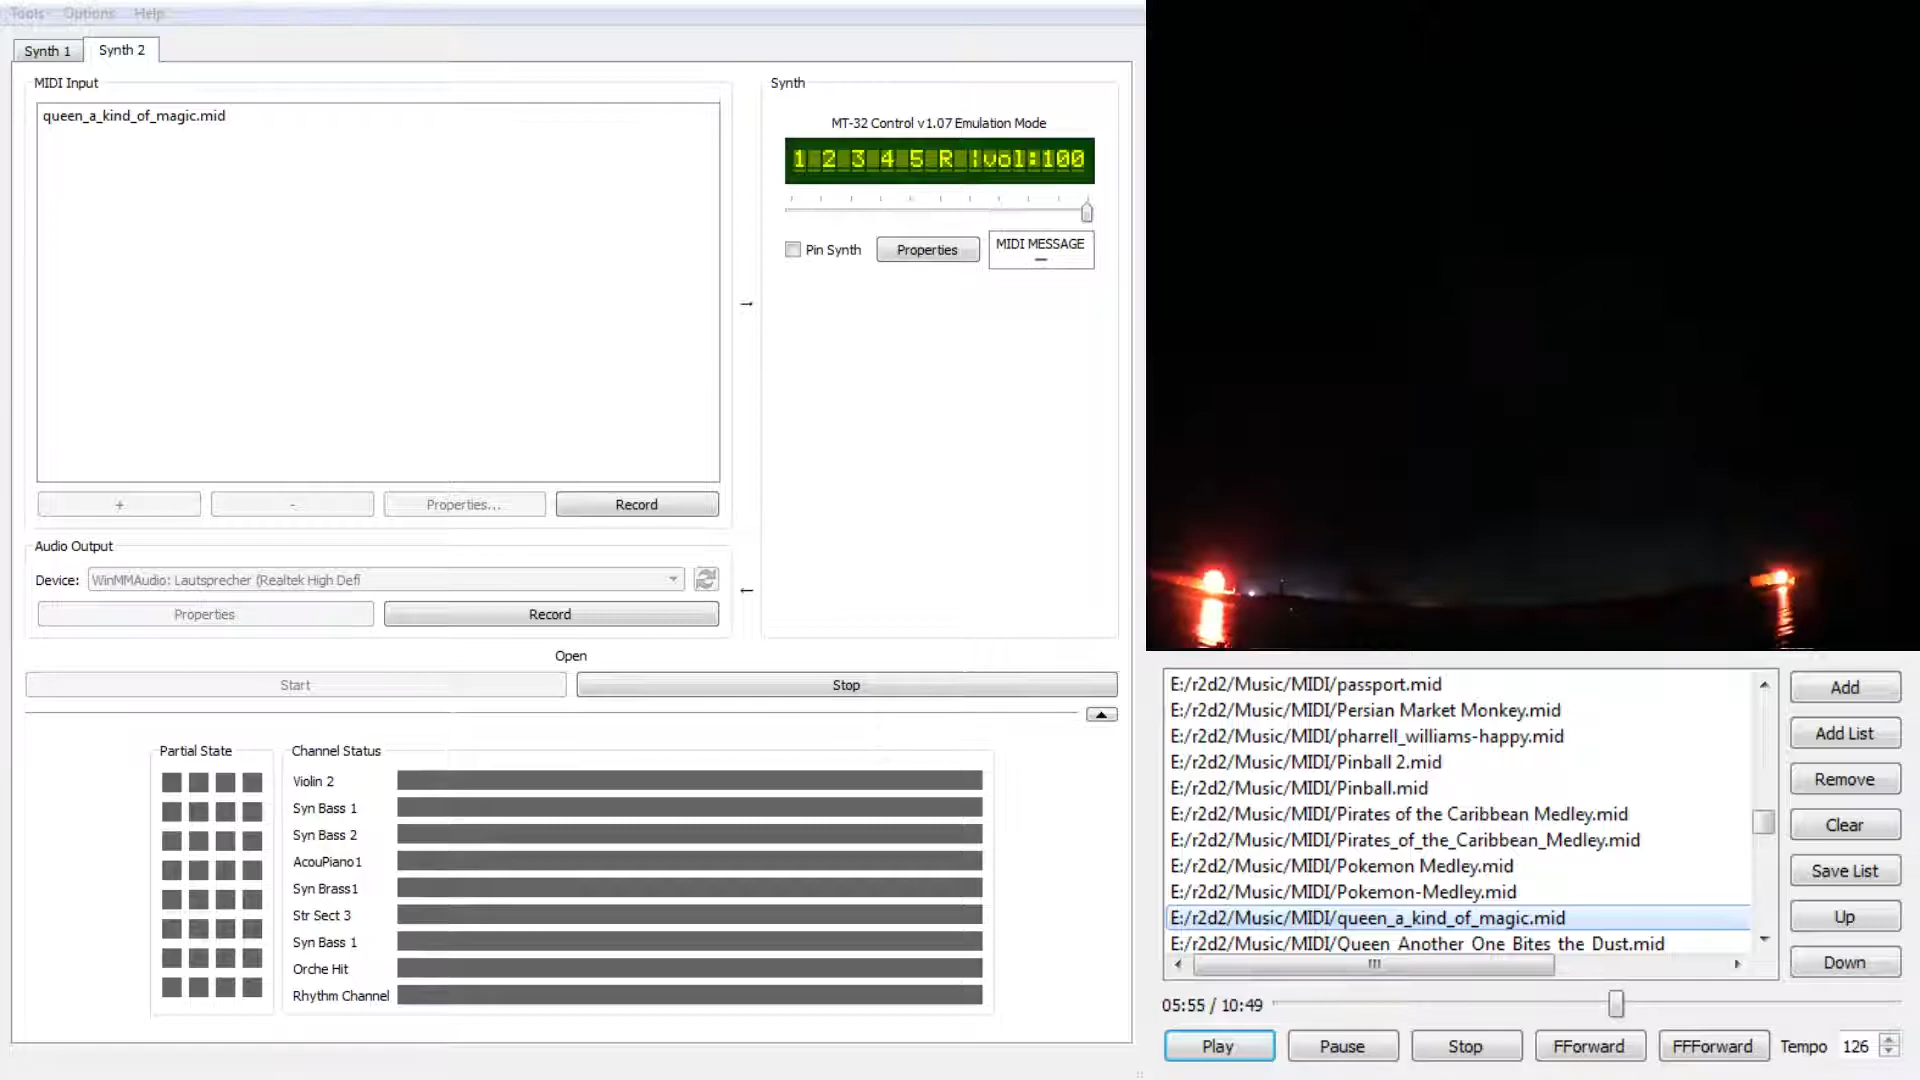 Tools Options Help
Synth 1 Synth 2
MIDI Input
queen_a_kind_of_magic.mid
+ - Properties... Record
Audio Output
Device: WinMMAudio: Lautsprecher (Realtek High Defi
Properties Record
Synth
MT-32 Control v1.07 Emulation Mode
1 2 3 4 5 R |vol:100
Pin Synth Properties MIDI MESSAGE
Open
Start Stop
Partial State
Channel Status
Violin 2
Syn Bass 1
Syn Bass 2
AcouPiano1
Syn Brass1
Str Sect 3
Syn Bass 1
Orche Hit
Rhythm Channel
E:/r2d2/Music/MIDI/passport.mid
E:/r2d2/Music/MIDI/Persian Market Monkey.mid
E:/r2d2/Music/MIDI/pharrell_williams-happy.mid
E:/r2d2/Music/MIDI/Pinball 2.mid
E:/r2d2/Music/MIDI/Pinball.mid
E:/r2d2/Music/MIDI/Pirates of the Caribbean Medley.mid
E:/r2d2/Music/MIDI/Pirates_of_the_Caribbean_Medley.mid
E:/r2d2/Music/MIDI/Pokemon Medley.mid
E:/r2d2/Music/MIDI/Pokemon-Medley.mid
E:/r2d2/Music/MIDI/queen_a_kind_of_magic.mid
E:/r2d2/Music/MIDI/Queen Another One Bites the Dust.mid
Add
Add List
Remove
Clear
Save List
Up
Down
05:55 / 10:49
Play Pause Stop FForward FFForward Tempo 126